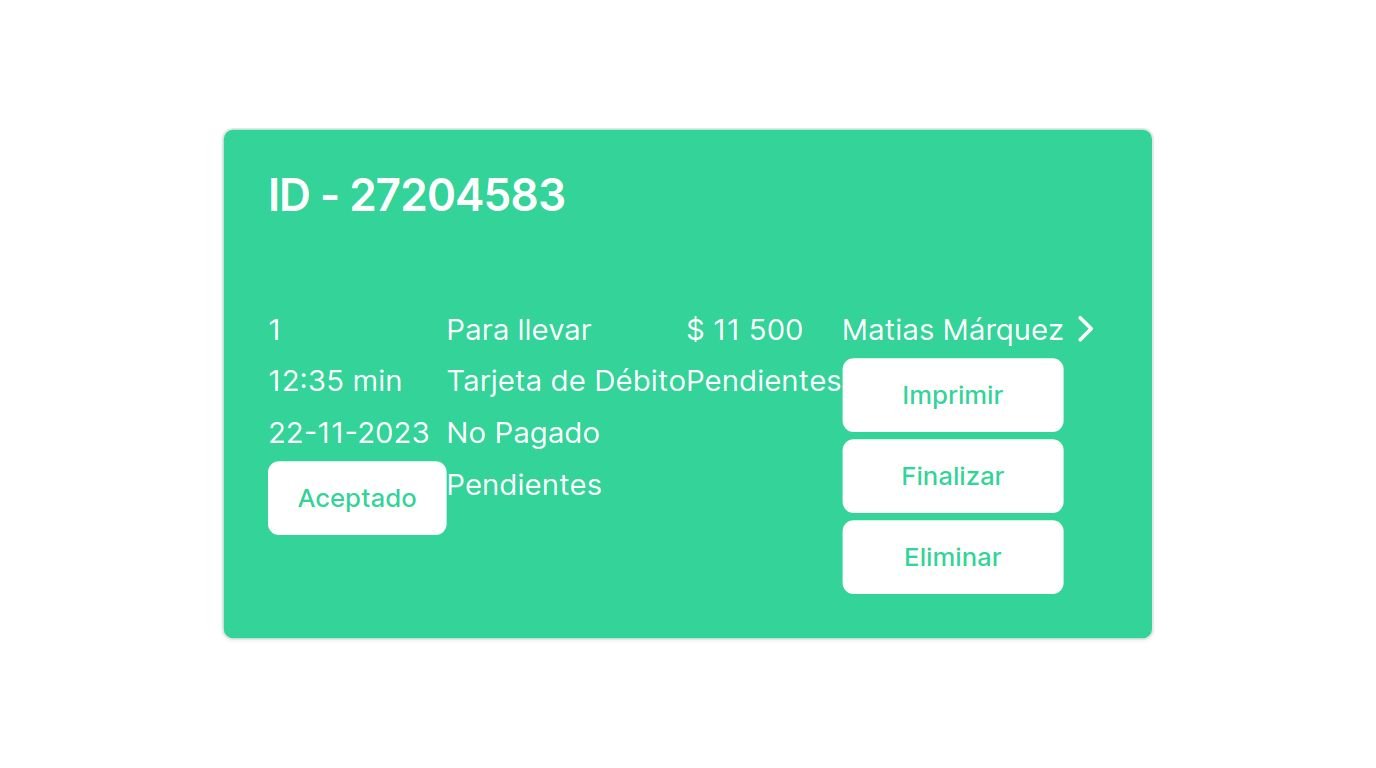 ID - 27204583
1 Para llevar $ 11 500 Matias Márquez
12:35 min Tarjeta de Débito Pendientes Imprimir
22-11-2023 No Pagado
Finalizar
Aceptado Pendientes
Eliminar